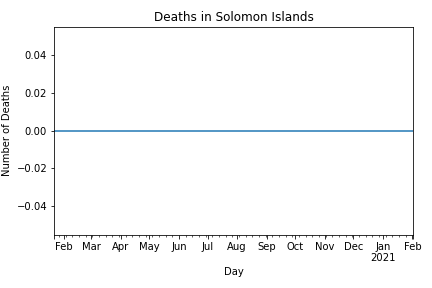 Deaths in Solomon Islands
Number of Deaths
0.04
0.02
0.00
−0.02
−0.04
Feb Mar Apr May Jun Jul Aug Sep Oct Nov Dec Jan Feb
2021
Day